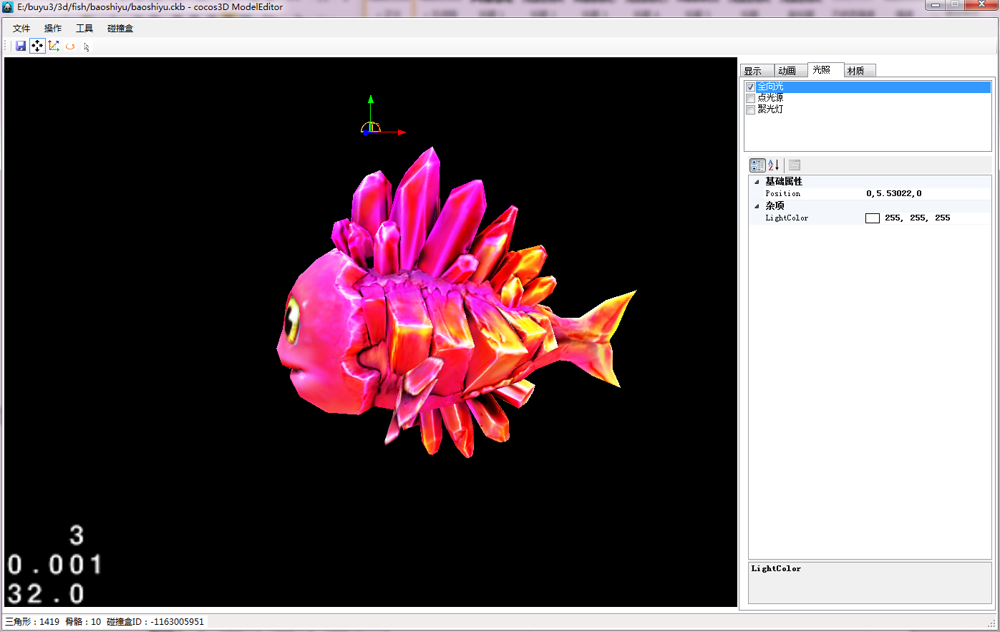 E:/buyu3/3d/fish/baoshiyu/baoshiyu.ckb - cocos3D ModelEditor
文件 操作 工具 碰撞盒
显示 动画 光照 材质
全向光
点光源
聚光灯
基础属性
Position 0,5.53022,0
杂项
LightColor 255, 255, 255
LightColor
3
0.001
32.0
三角形：1419 骨骼：10 碰撞盒ID：-1163005951